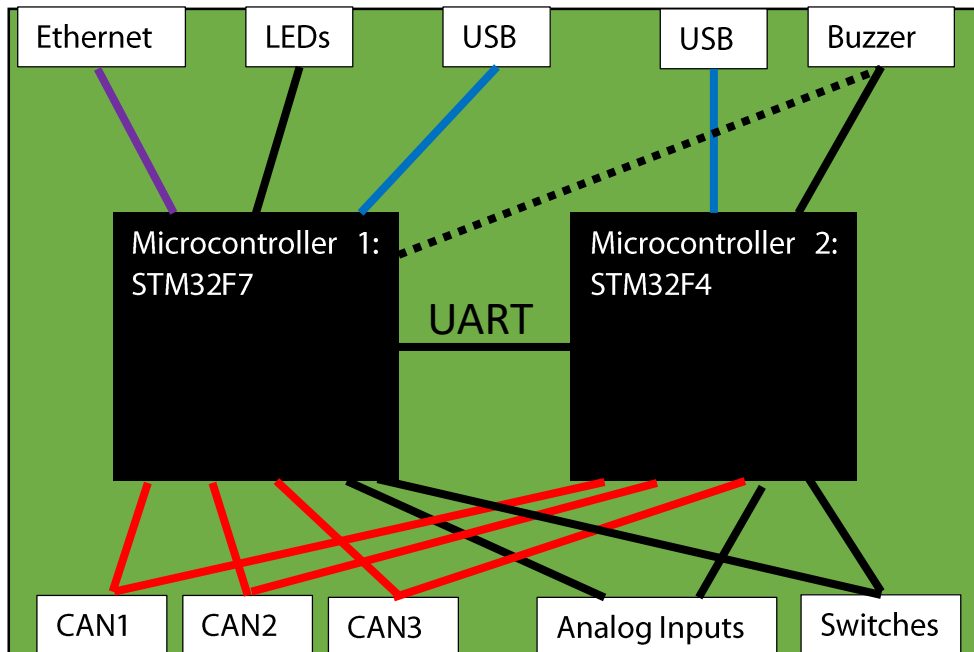 Ethernet
LEDs
USB
USB
Buzzer
Microcontroller 1:
STM32F7
Microcontroller 2:
STM32F4
UART
CAN1
CAN2
CAN3
Analog Inputs
Switches